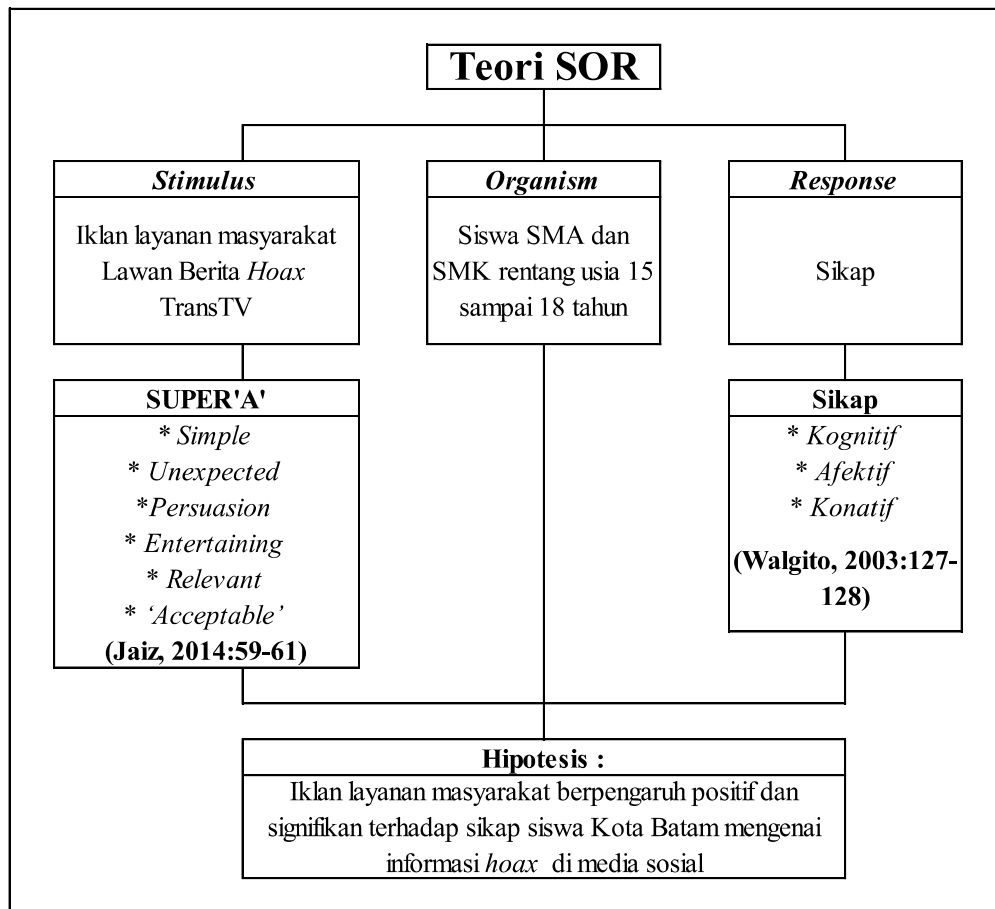 Teori SOR
Stimulus
Iklan layanan masyarakat
Lawan Berita Hoax
TransTV
Organism
Siswa SMA dan
SMK rentang usia 15
sampai 18 tahun
Response
Sikap
SUPER'A'
* Simple
* Unexpected
*Persuasion
* Entertaining
* Relevant
* ‘Acceptable’
(Jaiz, 2014:59-61)
Sikap
* Kognitif
* Afektif
* Konatif
(Walgito, 2003:127-
128)
Hipotesis :
Iklan layanan masyarakat berpengaruh positif dan
signifikan terhadap sikap siswa Kota Batam mengenai
informasi hoax di media sosial